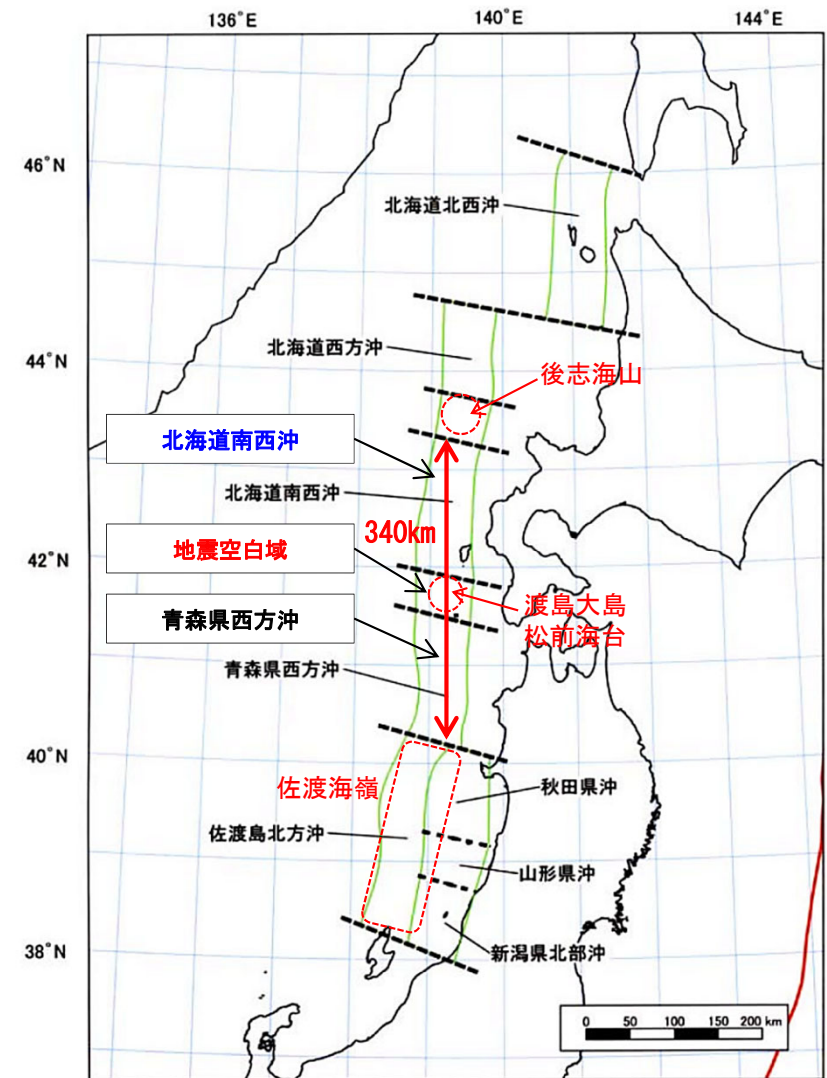 136°E
140°E
144°E
46°N
北海道北西沖
44°N
北海道西方沖
後志海山
北海道南西沖
北海道南西沖
340km
地震空白域
42°N
渡島大島
松前海台
青森県西方沖
青森県西方沖
40°N
佐渡海嶺
秋田県沖
佐渡島北方沖
山形県沖
38°N
新潟県北部沖
0 50 100 150 200 km